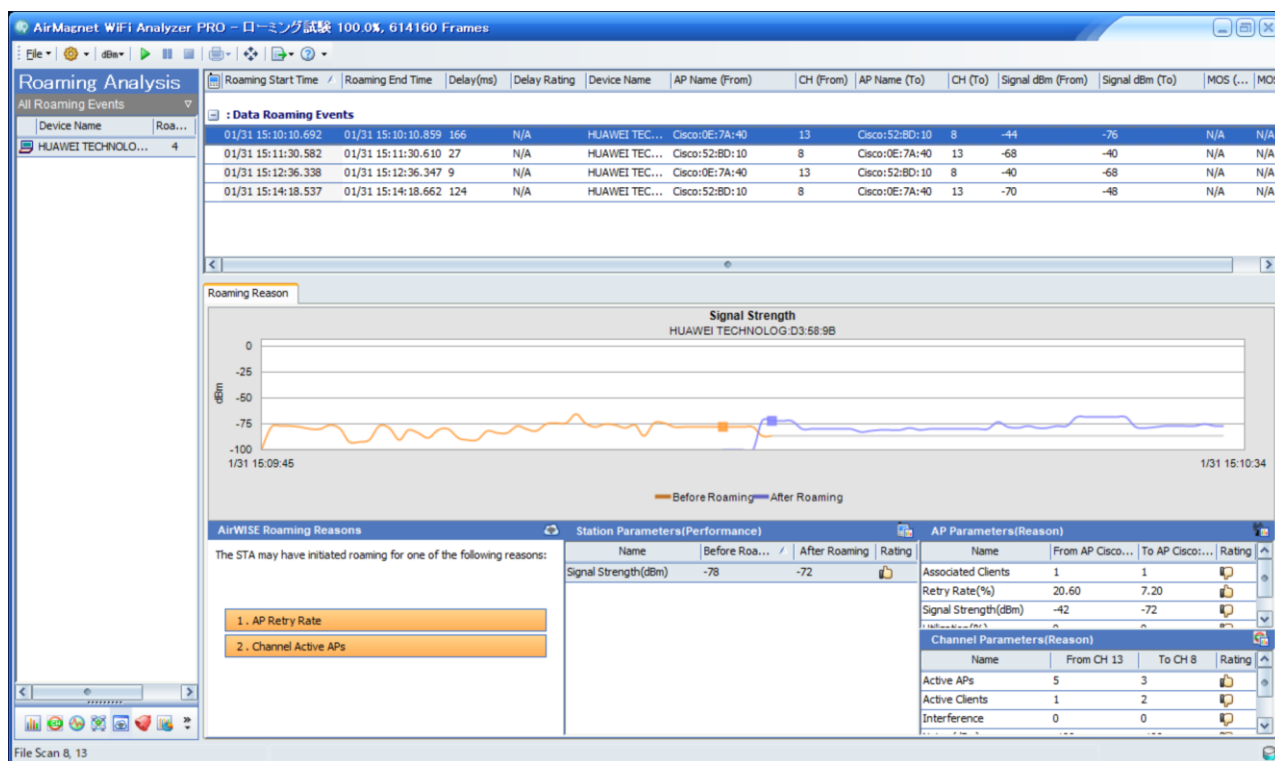 AirMagnet WiFi Analyzer PRO - ローミング試験 100.0%, 614160 Frames
File dBm
Roaming Analysis
All Roaming Events
Device Name Roa...
HUAWEI TECHNOLO... 4
Roaming Start Time Roaming End Time Delay(ms) Delay Rating Device Name AP Name (From) CH (From) AP Name (To) CH (To) Signal dBm (From) Signal dBm (To) MOS (... MOS
: Data Roaming Events
01/31 15:10:10.692 01/31 15:10:10.859 166 N/A HUAWEI TEC... Cisco:0E:7A:40 13 Cisco:52:BD:10 8 -44 -76 N/A N/A
01/31 15:11:30.582 01/31 15:11:30.610 27 N/A HUAWEI TEC... Cisco:52:BD:10 8 Cisco:0E:7A:40 13 -68 -40 N/A N/A
01/31 15:12:36.338 01/31 15:12:36.347 9 N/A HUAWEI TEC... Cisco:0E:7A:40 13 Cisco:52:BD:10 8 -40 -68 N/A N/A
01/31 15:14:18.537 01/31 15:14:18.662 124 N/A HUAWEI TEC... Cisco:52:BD:10 8 Cisco:0E:7A:40 13 -70 -48 N/A N/A
Roaming Reason
Signal Strength
HUAWEI TECHNOLOG:D3:58:9B
dBm
0
-25
-50
-75
-100
1/31 15:09:45 1/31 15:10:34
Before Roaming After Roaming
AirWISE Roaming Reasons
The STA may have initiated roaming for one of the following reasons:
1 . AP Retry Rate
2 . Channel Active APs
Station Parameters(Performance)
Name Before Roa... After Roaming Rating
Signal Strength(dBm) -78 -72
AP Parameters(Reason)
Name From AP Cisco... To AP Cisco:... Rating
Associated Clients 1 1
Retry Rate(%) 20.60 7.20
Signal Strength(dBm) -42 -72
Channel Parameters(Reason)
Name From CH 13 To CH 8 Rating
Active APs 5 3
Active Clients 1 2
Interference 0 0
File Scan 8, 13